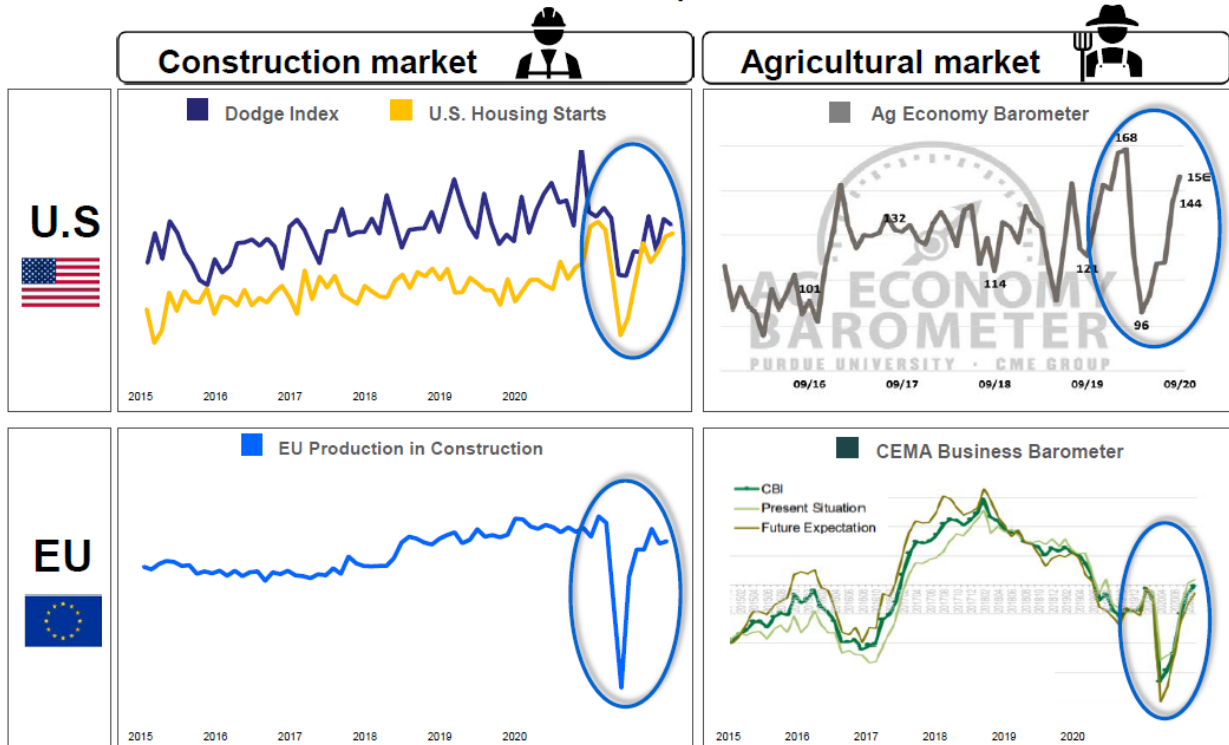 Construction market
Agricultural market
U.S
Dodge Index
U.S. Housing Starts
2015 2016 2017 2018 2019 2020
Ag Economy Barometer
168
15E
144
132
121
114
101
96
AG ECONOMY
BAROMETER
PURDUE UNIVERSITY · CME GROUP
09/16 09/17 09/18 09/19 09/20
EU
EU Production in Construction
2015 2016 2017 2018 2019 2020
CEMA Business Barometer
CBI
Present Situation
Future Expectation
2015 2016 2017 2018 2019 2020